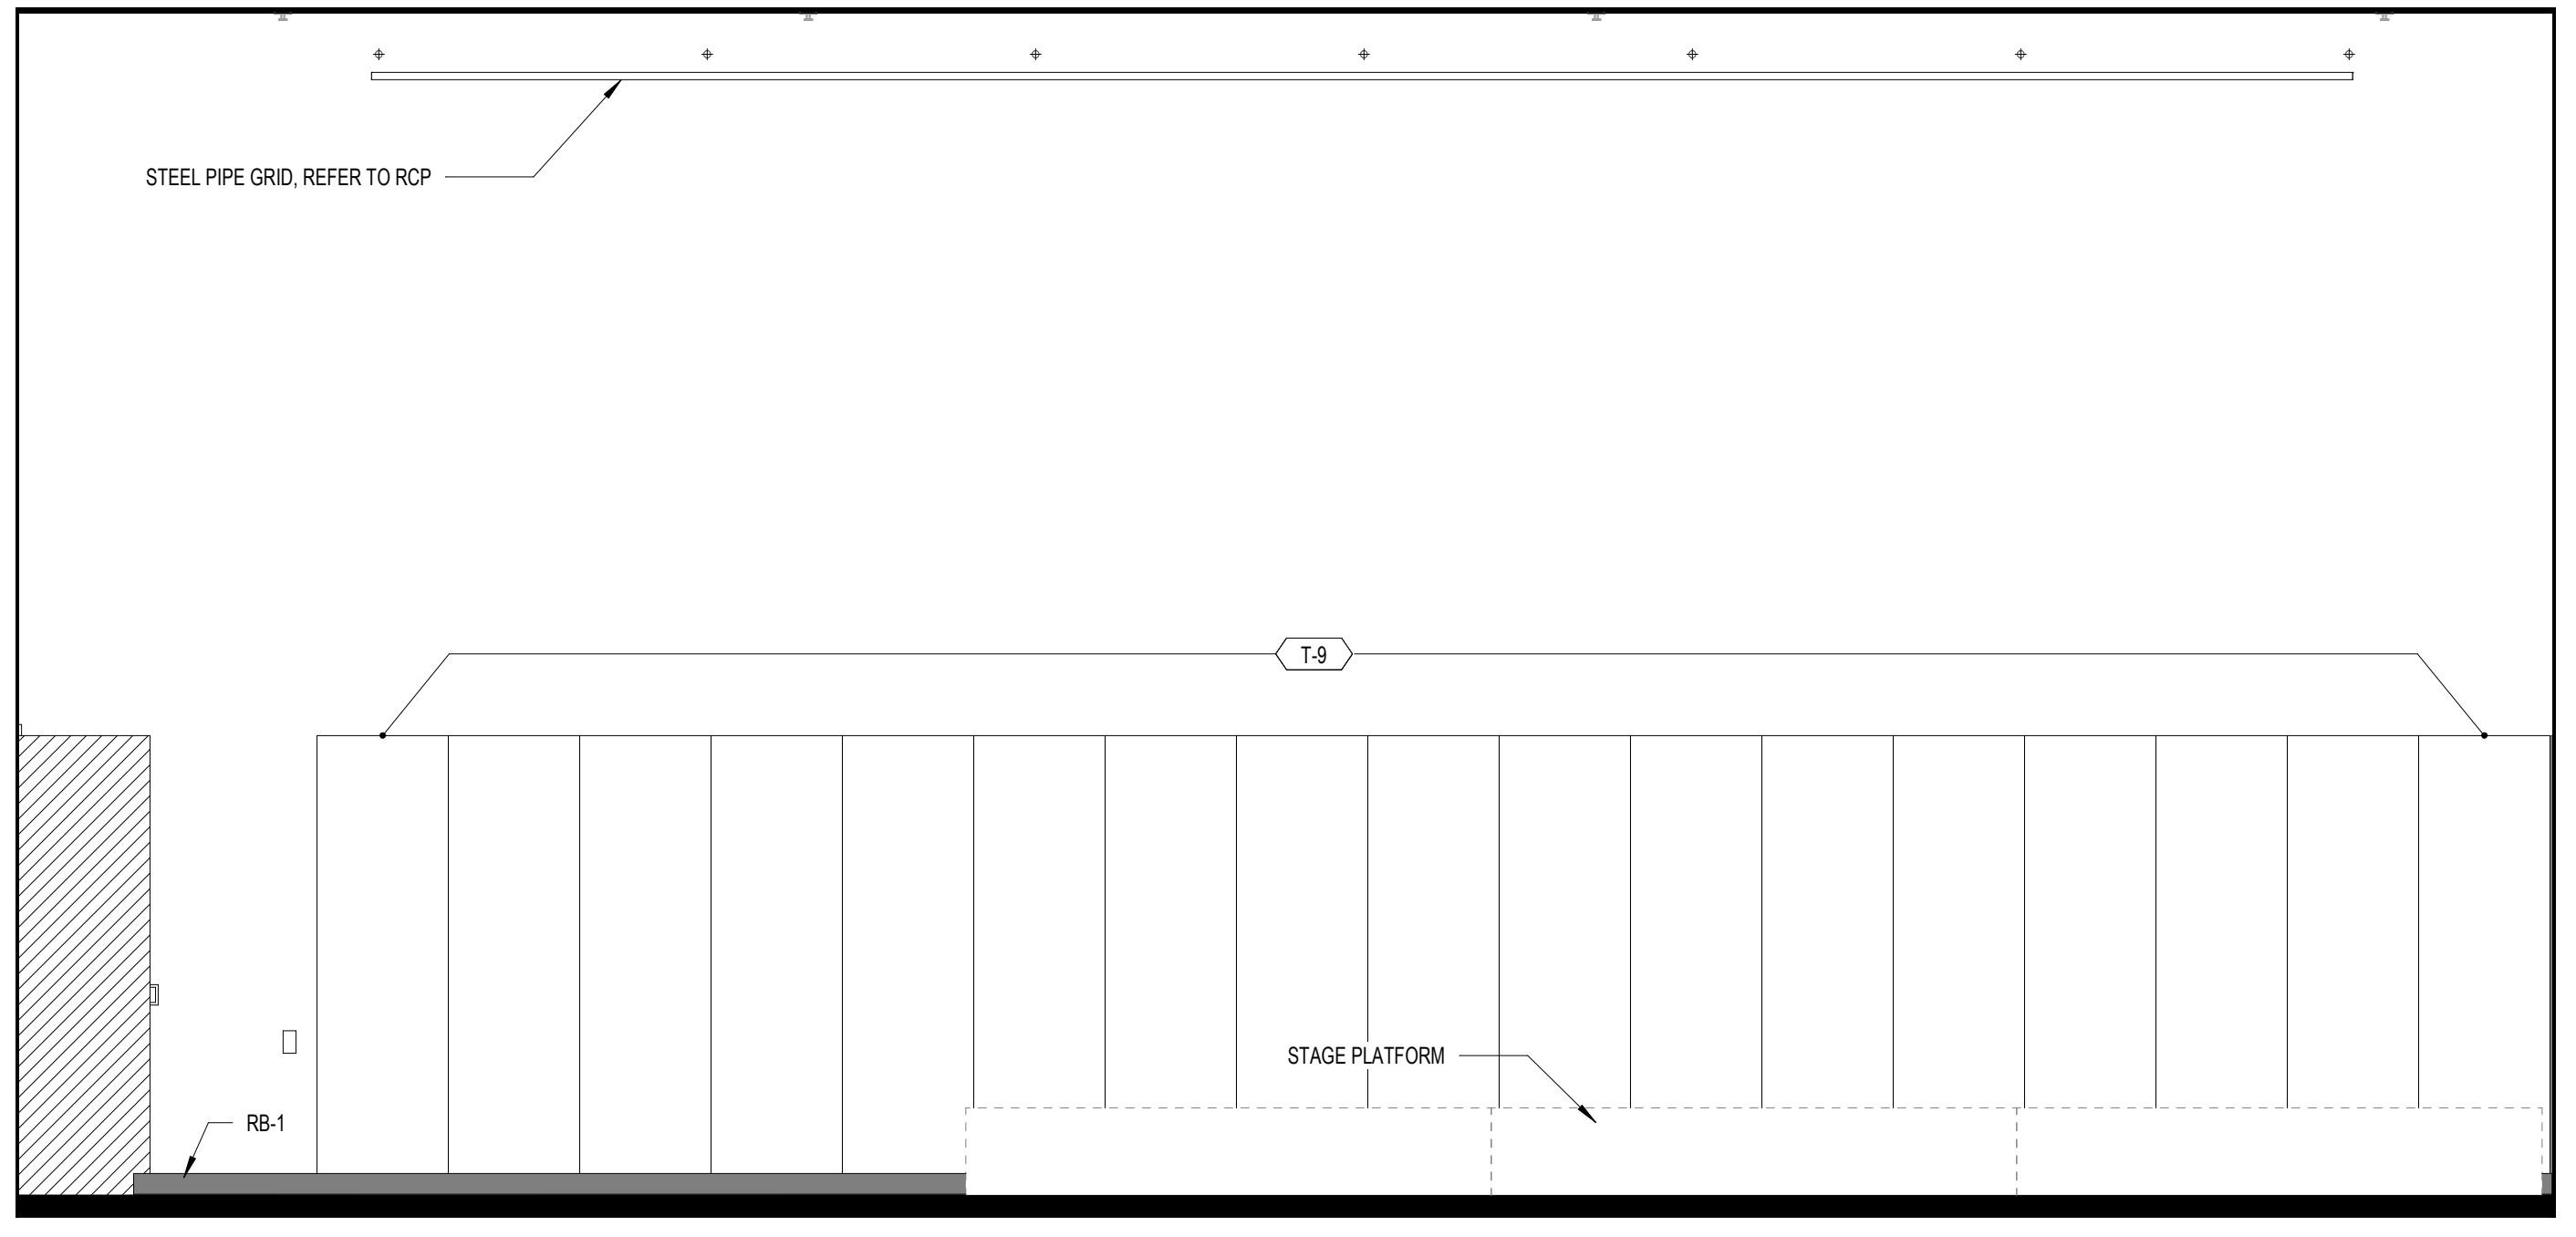 STEEL PIPE GRID, REFER TO RCP
T-9
STAGE PLATFORM
RB-1